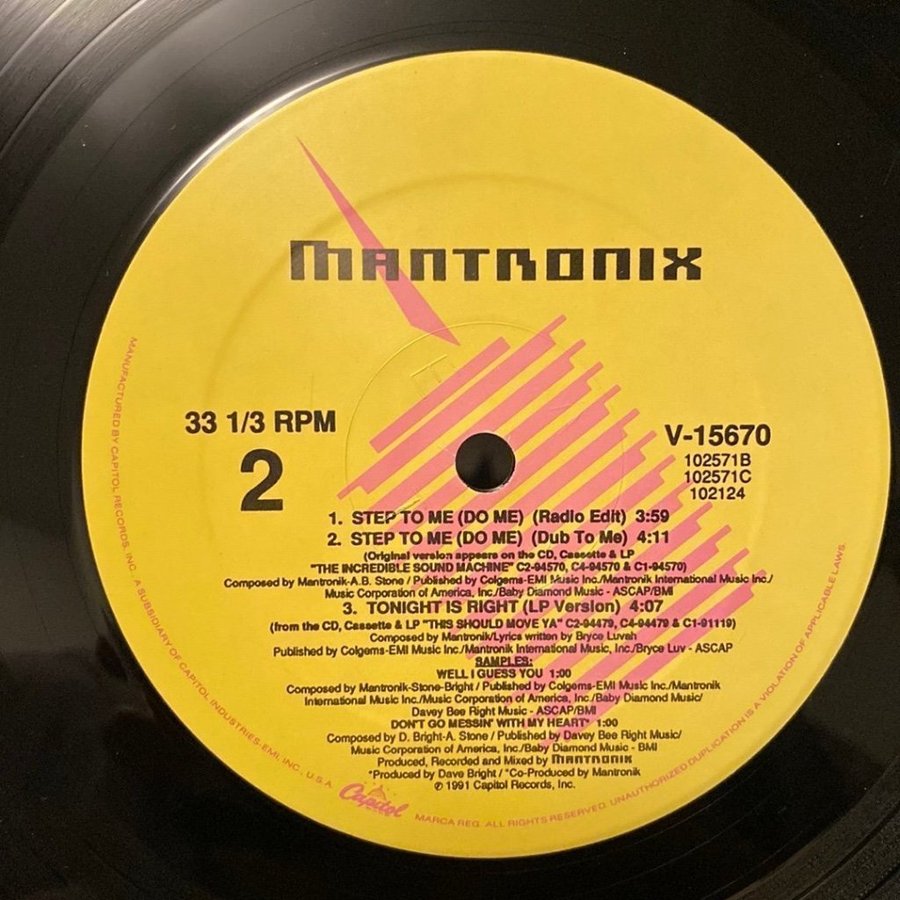 MANTRONIX
33 1/3 RPM
2
V-15670
102571B
102571C
102124
1. STEP TO ME (DO ME) (Radio Edit) 3:59
2. STEP TO ME (DO ME) (Dub To Me) 4:11
(Original version appears on the CD, Cassette & LP
"THE INCREDIBLE SOUND MACHINE" C2-94570, C4-94570 & C1-94570)
Composed by Mantronik-A.B. Stone / Published by Colgems-EMI Music Inc./Mantronik International Music Inc./
Music Corporation of America, Inc./Baby Diamond Music - ASCAP/BMI
3. TONIGHT IS RIGHT (LP Version) 4:07
(from the CD, Cassette & LP "THIS SHOULD MOVE YA" C2-94479, C4-94479 & C1-91119)
Composed by Mantronik/Lyrics written by Bryce Luvah
Published by Colgems-EMI Music Inc./Mantronik International Music, Inc./Bryce Luv - ASCAP
SAMPLES:
WELL I GUESS YOU 1:00
Composed by Mantronik-Stone-Bright / Published by Colgems-EMI Music Inc./Mantronik
International Music Inc./Music Corporation of America, Inc./Baby Diamond Music/
Davey Bee Right Music - ASCAP/BMI
DON'T GO MESSIN' WITH MY HEART* 1:00
Composed by D. Bright-A. Stone / Published by Davey Bee Right Music/
Music Corporation of America, Inc./Baby Diamond Music - BMI
Produced, Recorded and Mixed by MANTRONIX
*Produced by Dave Bright / *Co-Produced by Mantronik
℗ 1991 Capitol Records, Inc.
MANUFACTURED BY CAPITOL RECORDS, INC. A SUBSIDIARY OF CAPITOL INDUSTRIES-EMI, INC., U.S.A.
Capitol
MARCA REG. ALL RIGHTS RESERVED. UNAUTHORIZED DUPLICATION IS A VIOLATION OF APPLICABLE LAWS.